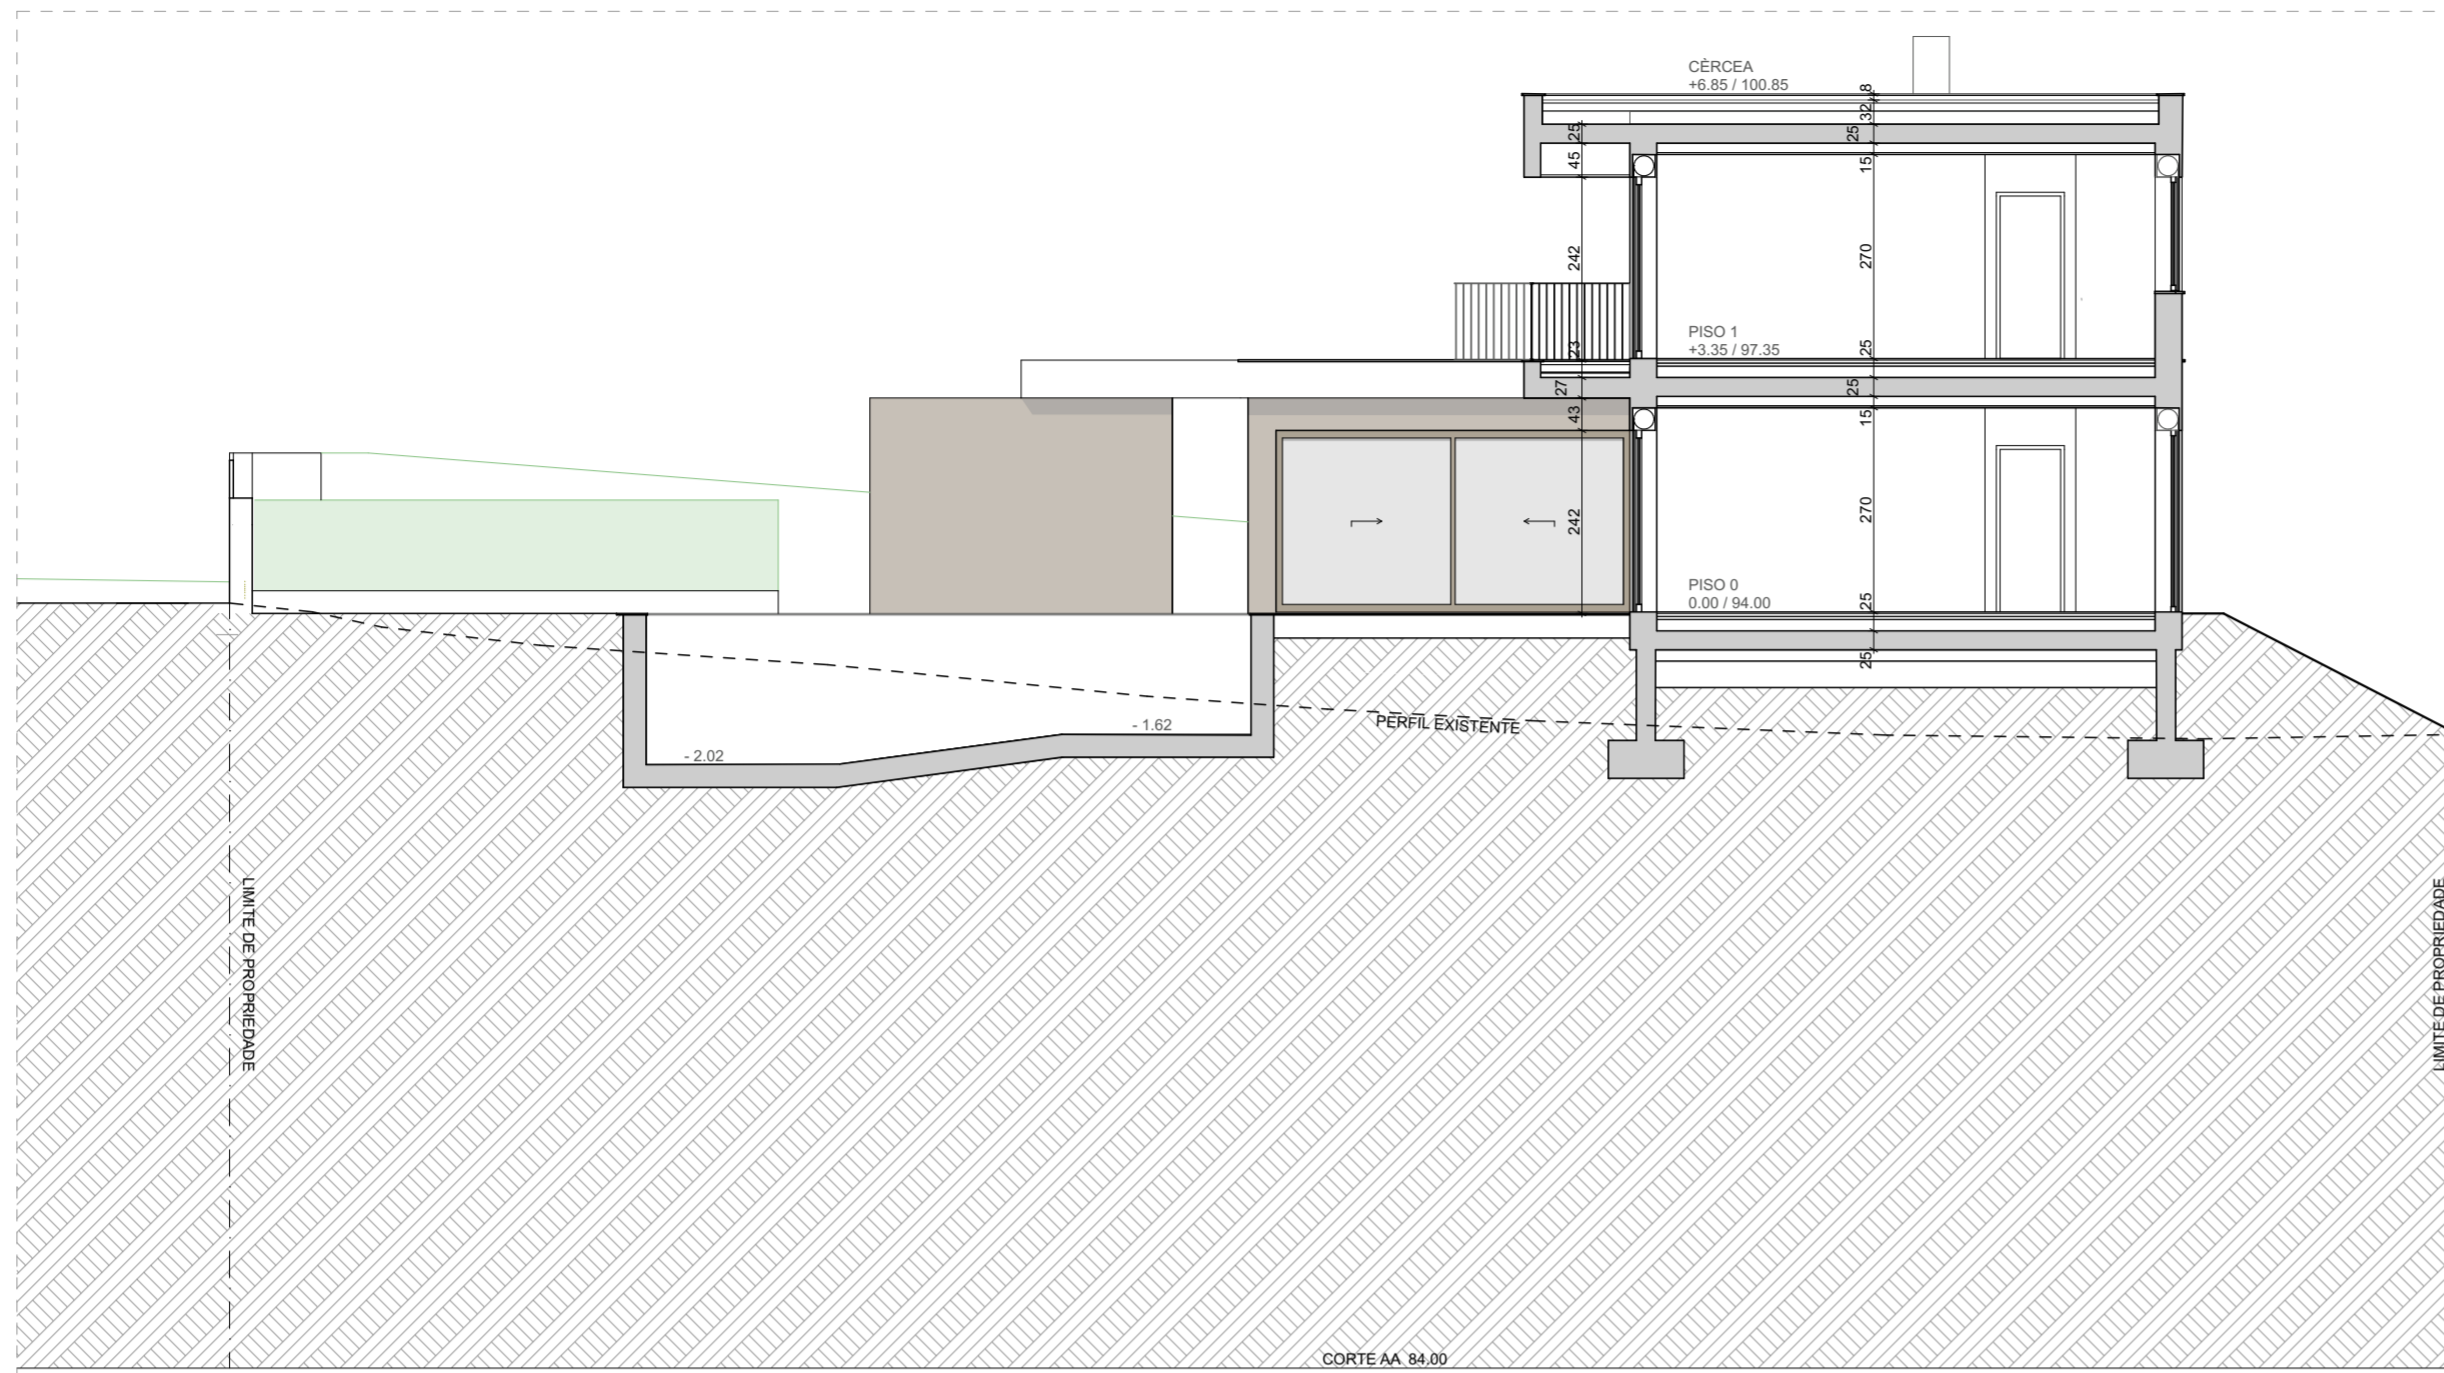 CÈRCEA
+6.85 / 100.85
8
32
25
25
45
15
242
270
PISO 1
+3.35 / 97.35
23
25
27
25
43
15
242
270
PISO 0
0.00 / 94.00
25
25
- 1.62
- 2.02
PERFIL EXISTENTE
LIMITE DE PROPRIEDADE
LIMITE DE PROPRIEDADE
CORTE AA 84.00